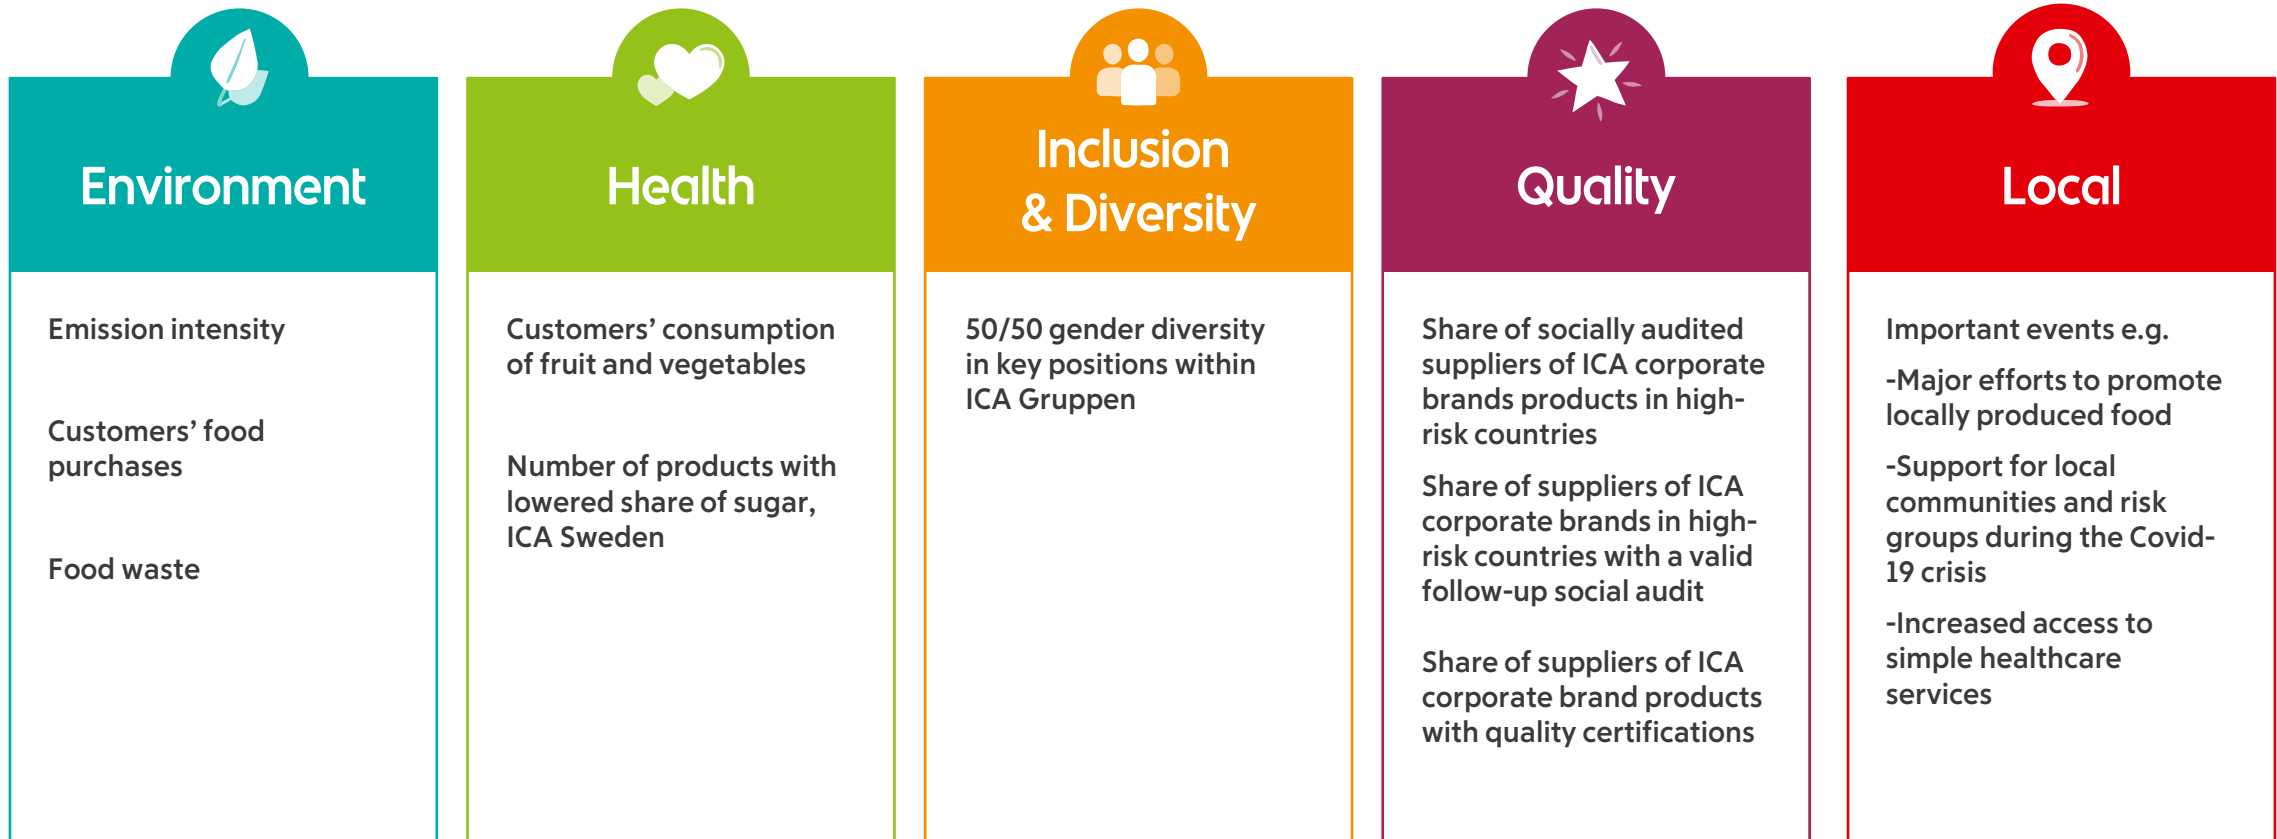 Environment
Emission intensity
Customers’ food
purchases
Food waste
Health
Customers’ consumption
of fruit and vegetables
Number of products with
lowered share of sugar,
ICA Sweden
Inclusion
& Diversity
50/50 gender diversity
in key positions within
ICA Gruppen
Quality
Share of socially audited
suppliers of ICA corporate
brands products in high-
risk countries
Share of suppliers of ICA
corporate brands in high-
risk countries with a valid
follow-up social audit
Share of suppliers of ICA
corporate brand products
with quality certifications
Local
Important events e.g.
-Major efforts to promote
locally produced food
-Support for local
communities and risk
groups during the Covid-
19 crisis
-Increased access to
simple healthcare
services